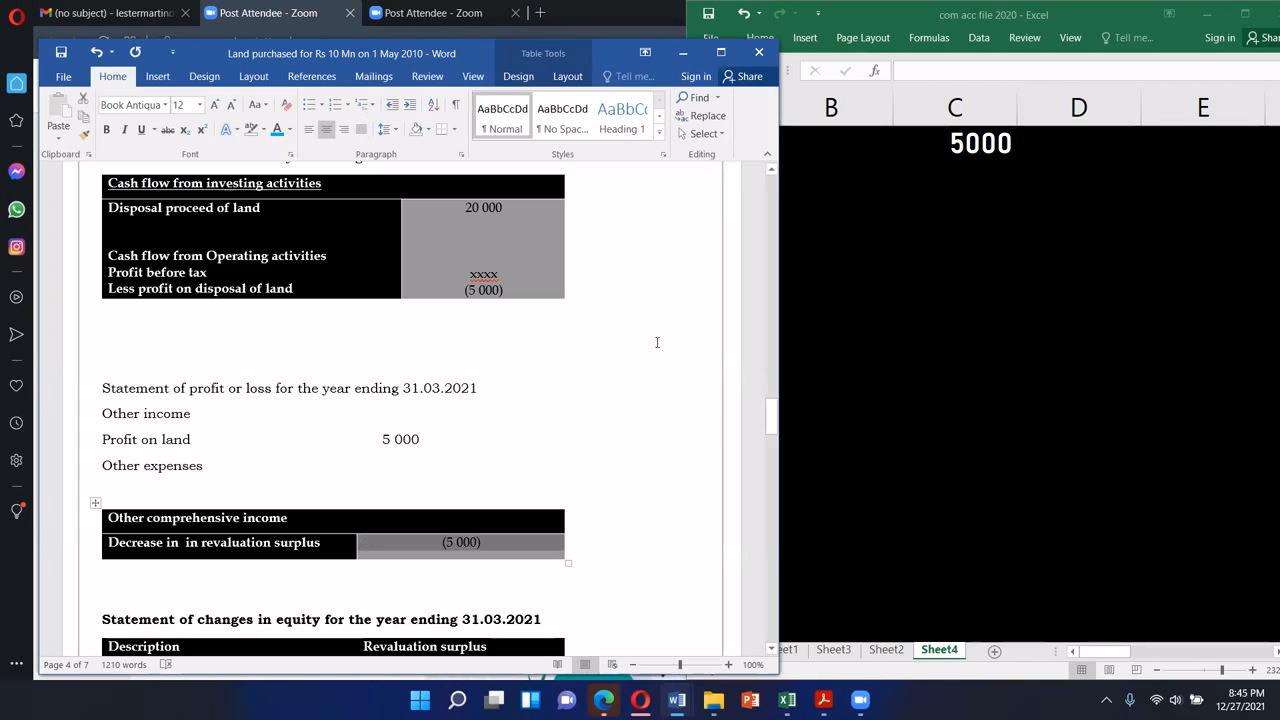 (no subject) - lestermartino
Post Attendee - Zoom
Post Attendee - Zoom
com acc file 2020 - Excel
Land purchased for Rs 10 Mn on 1 May 2010 - Word
Table Tools
File
Home
Insert
Design
Layout
References
Mailings
Review
View
Design
Layout
Tell me...
Sign in
Share
File
Insert
Page Layout
Formulas
Data
Review
View
Tell me...
Sign in
Share
Paste
Book Antiqua
12
AaBbCcDd
AaBbCcDd
AaBbCc
¶ Normal
¶ No Spac...
Heading 1
Find
Replace
Select
Clipboard
Font
Paragraph
Styles
Editing
fx
B C D E
5000
Cash flow from investing activities
Disposal proceed of land 20 000
Cash flow from Operating activities
Profit before tax xxxx
Less profit on disposal of land (5 000)
Statement of profit or loss for the year ending 31.03.2021
Other income
Profit on land 5 000
Other expenses
Other comprehensive income
Decrease in in revaluation surplus (5 000)
Statement of changes in equity for the year ending 31.03.2021
Description Revaluation surplus
Page 4 of 7
1210 words
100%
Sheet3
Sheet2
Sheet4
8:45 PM
12/27/2021